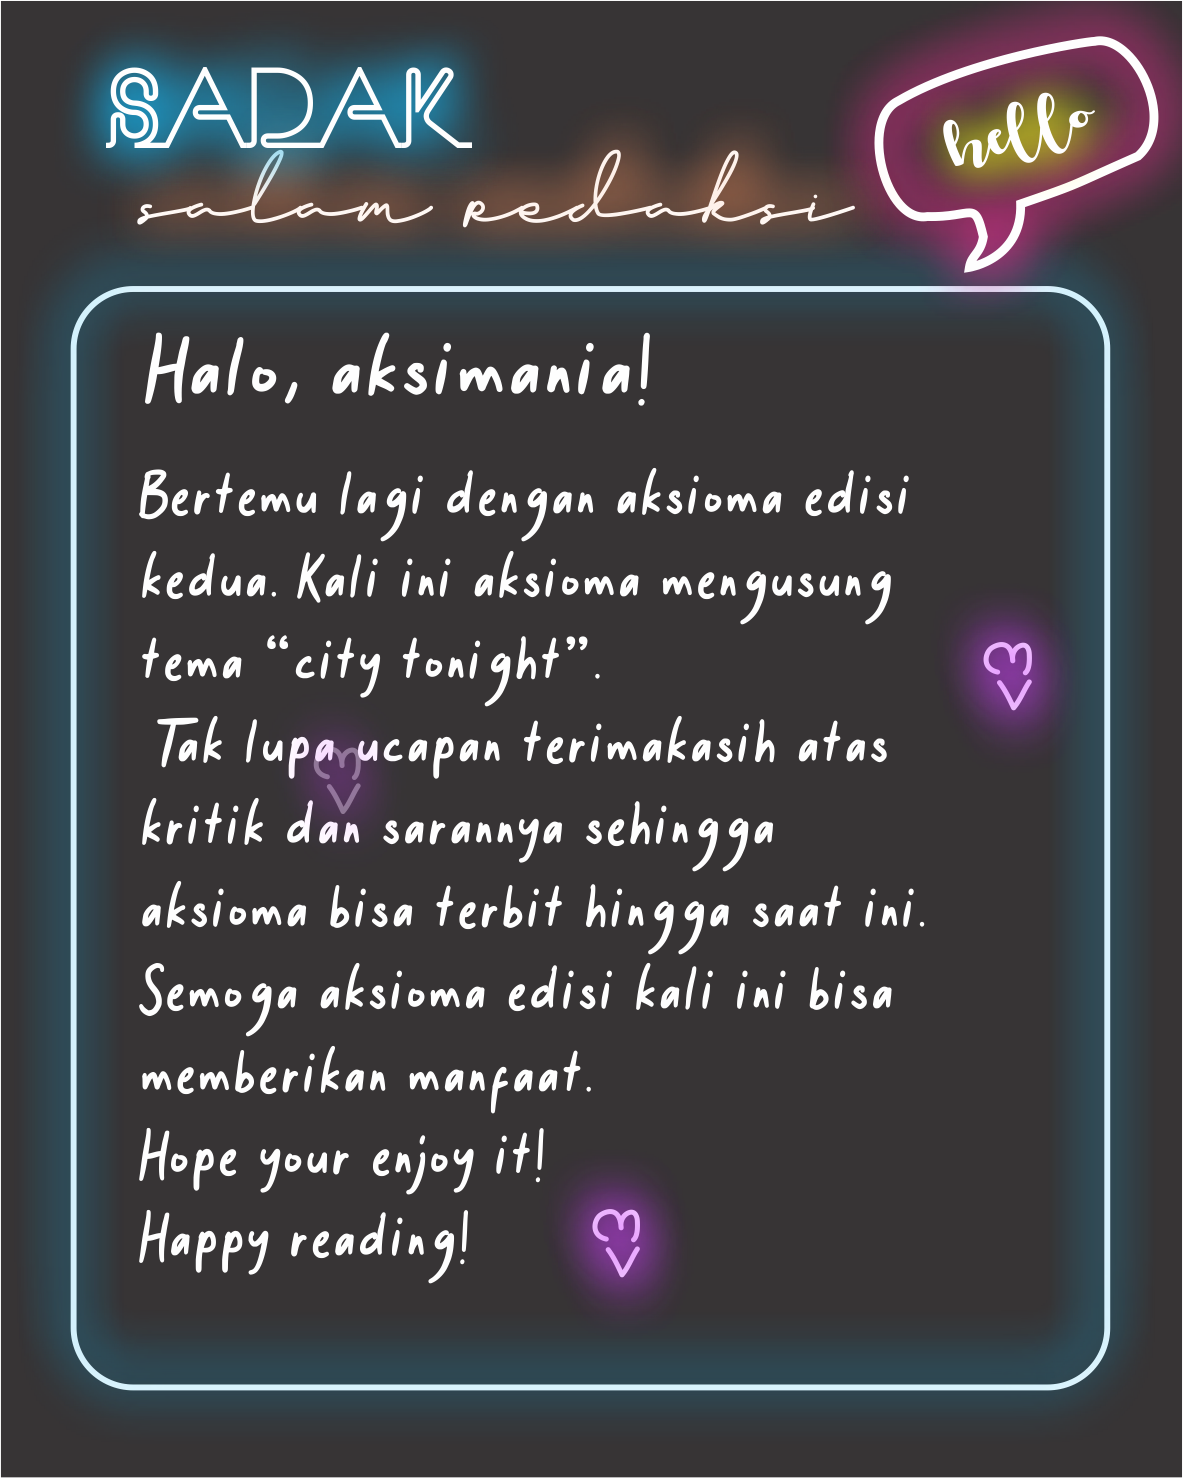 SADAK
salam redaksi
hello
Halo, aksimania!
Bertemu lagi dengan aksioma edisi
kedua. Kali ini aksioma mengusung
tema “city tonight”.
Tak lupa ucapan terimakasih atas
kritik dan sarannya sehingga
aksioma bisa terbit hingga saat ini.
Semoga aksioma edisi kali ini bisa
memberikan manfaat.
Hope your enjoy it!
Happy reading!